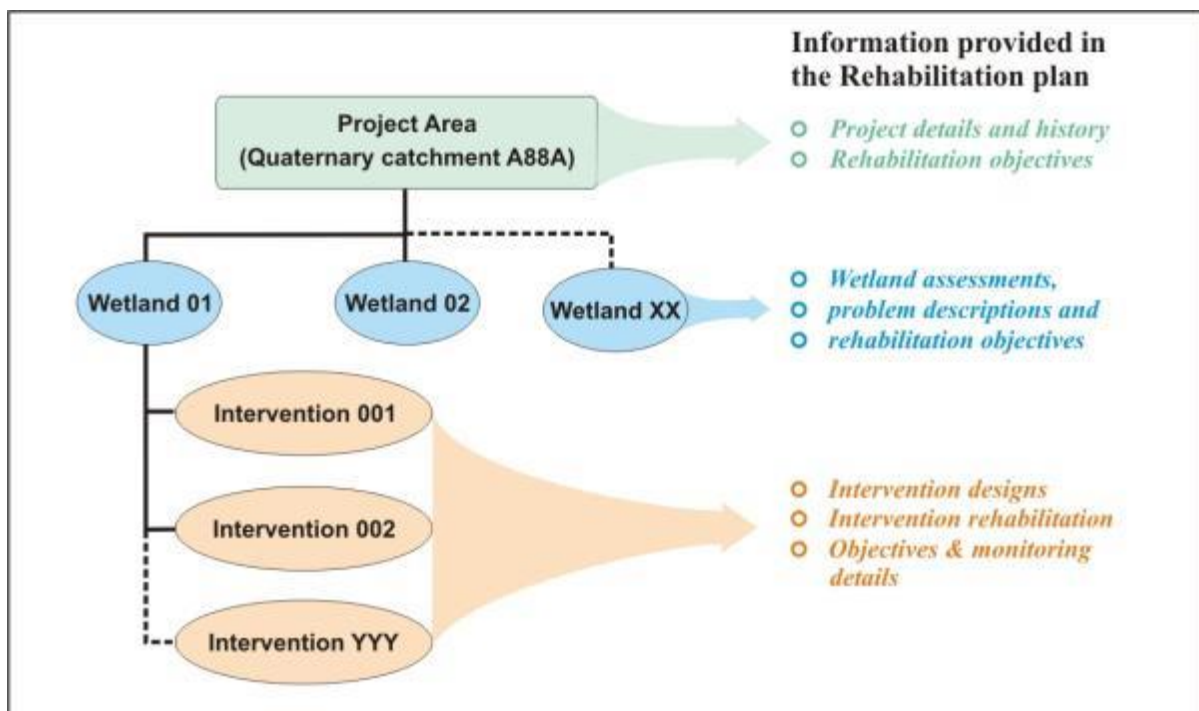 Information provided in
the Rehabilitation plan
Project Area
(Quaternary catchment A88A)
Project details and history
Rehabilitation objectives
Wetland 01
Wetland 02
Wetland XX
Wetland assessments,
problem descriptions and
rehabilitation objectives
Intervention 001
Intervention 002
Intervention YYY
Intervention designs
Intervention rehabilitation
Objectives & monitoring
details